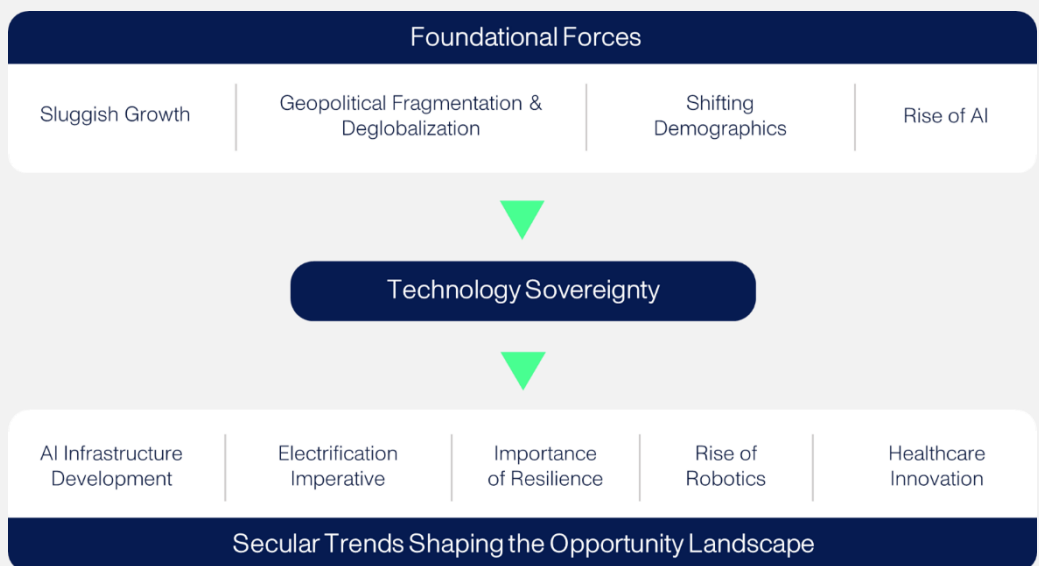 Foundational Forces
Sluggish Growth
Geopolitical Fragmentation &
Deglobalization
Shifting
Demographics
Rise of AI
Technology Sovereignty
AI Infrastructure
Development
Electrification
Imperative
Importance
of Resilience
Rise of
Robotics
Healthcare
Innovation
Secular Trends Shaping the Opportunity Landscape